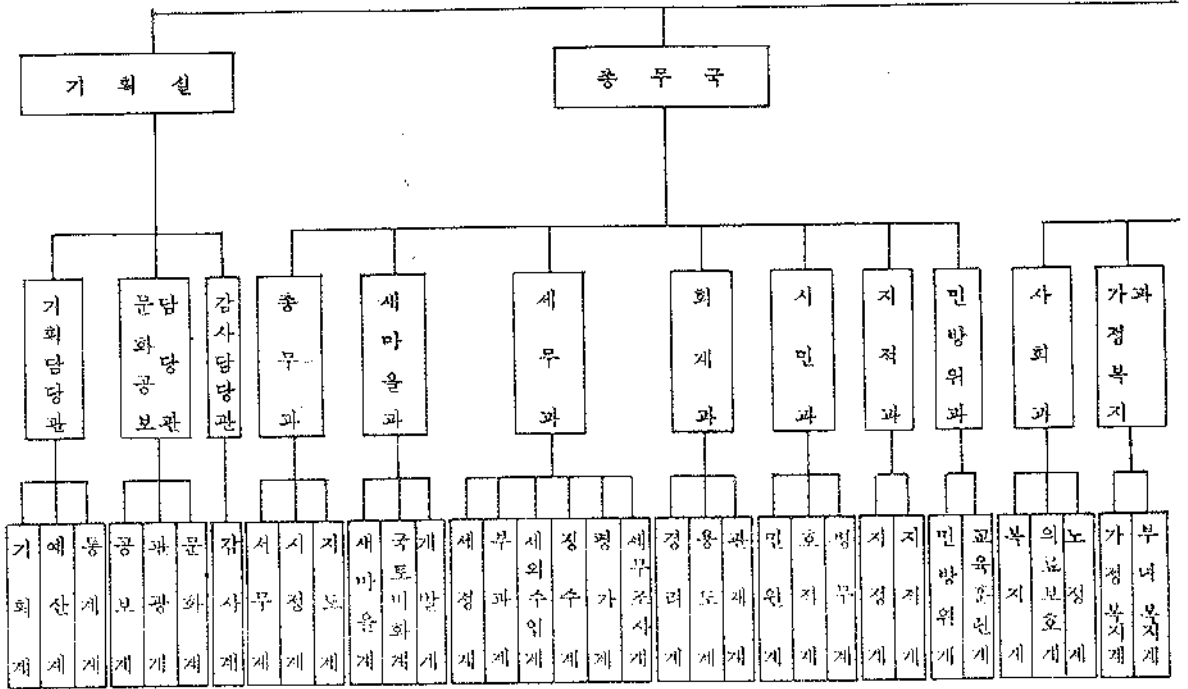 기획실
총무국
기획담당관
문화공보담당관
감사담당관
총무과
새마을과
세무과
회계과
시민과
지적과
민방위과
사회과
가정복지과
기획계
예산계
통계계
공보계
관광계
문화계
감사계
서무계
시정계
지도계
새마을계
국토미화계
개발계
세정계
부과계
세외수입계
징수계
평가계
세무조사계
경리계
용도계
관재계
민원계
호적계
병무계
지정계
지적계
민방위계
교육훈련계
복지계
의료보호계
노정계
가정복지계
부녀복지계